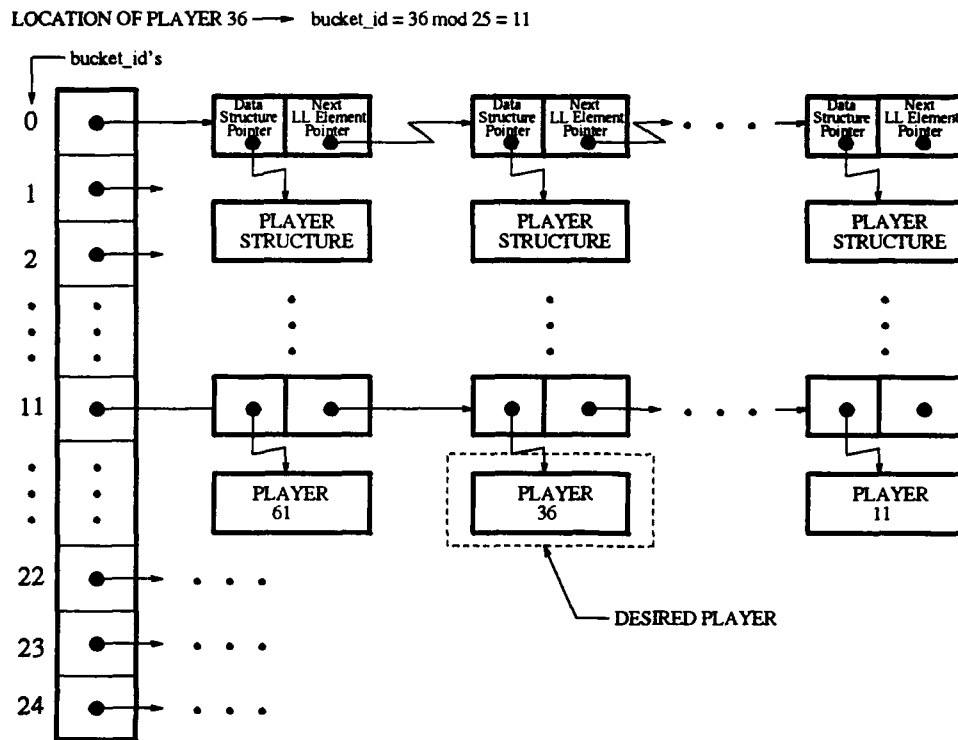 LOCATION OF PLAYER 36 bucket_id = 36 mod 25 = 11
bucket_id's
0
Data Structure Pointer
Next LL Element Pointer
Data Structure Pointer
Next LL Element Pointer
Data Structure Pointer
Next LL Element Pointer
1
PLAYER STRUCTURE
PLAYER STRUCTURE
PLAYER STRUCTURE
2
11
PLAYER 61
PLAYER 36
PLAYER 11
22
DESIRED PLAYER
23
24